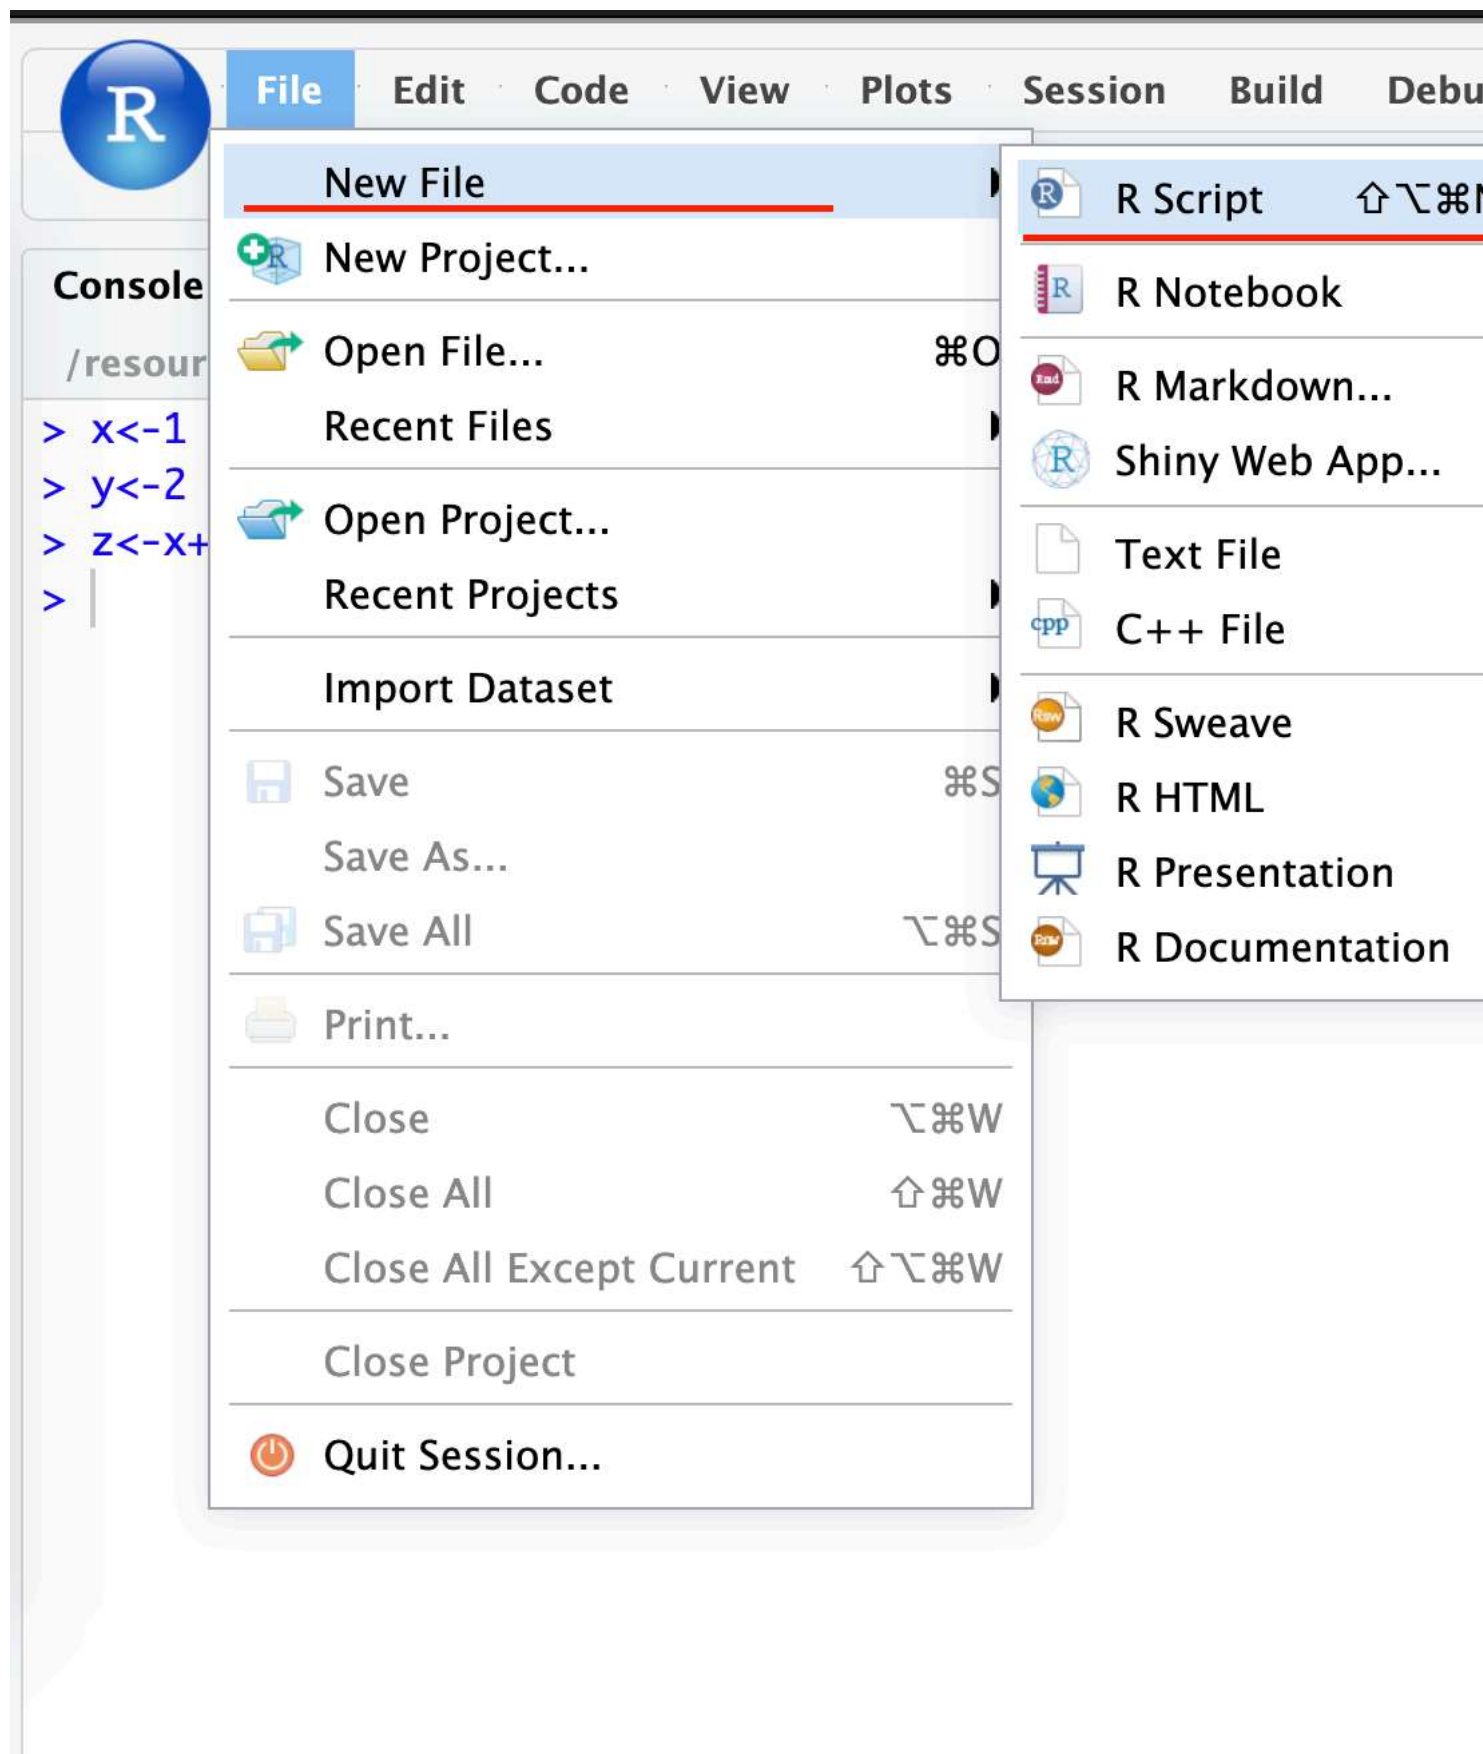 R
File Edit Code View Plots Session Build Debu
New File
New Project...
Open File... ⌘O
Recent Files
Open Project...
Recent Projects
Import Dataset
Save ⌘S
Save As...
Save All ⌥⌘S
Print...
Close ⌥⌘W
Close All ⇧⌘W
Close All Except Current ⇧⌥⌘W
Close Project
Quit Session...
R Script ⇧⌥⌘N
R Notebook
R Markdown...
Shiny Web App...
Text File
C++ File
R Sweave
R HTML
R Presentation
R Documentation
Console
/resour
> x<-1
> y<-2
> z<-x+
>